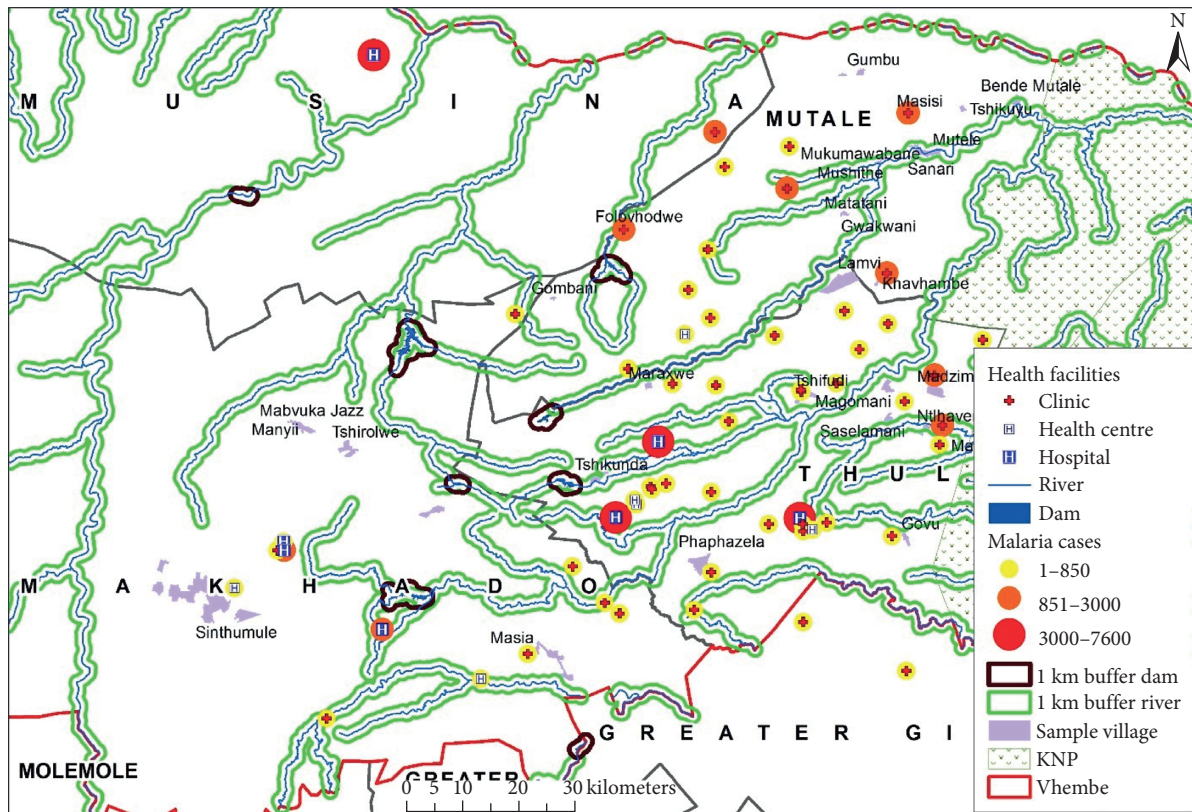 N
Gumbu
M U S I N A
Bende Mutale
Masisi
Tshikuyu
MUTALE
Mutele
Mukumawabane
Sanari
Mushithe
Matatani
Folovhodwe
Gwakwani
Lamvi
Khavhambe
Gombani
Maraxwe
Tshifudi
Madzim
Magomani
Mabvuka Jazz
Manyii
Tshirolwe
Saselamani
Nthave
Ma
Tshikunda
T H U L
Govu
Phaphazela
M A K H A D O
Sinthumule
Masia
G R E A T E R G I
MOLEMOLE
GREATER
0 5 10 20 30 kilometers
Health facilities
Clinic
H Health centre
H Hospital
River
Dam
Malaria cases
1–850
851–3000
3000–7600
1 km buffer dam
1 km buffer river
Sample village
KNP
Vhembe